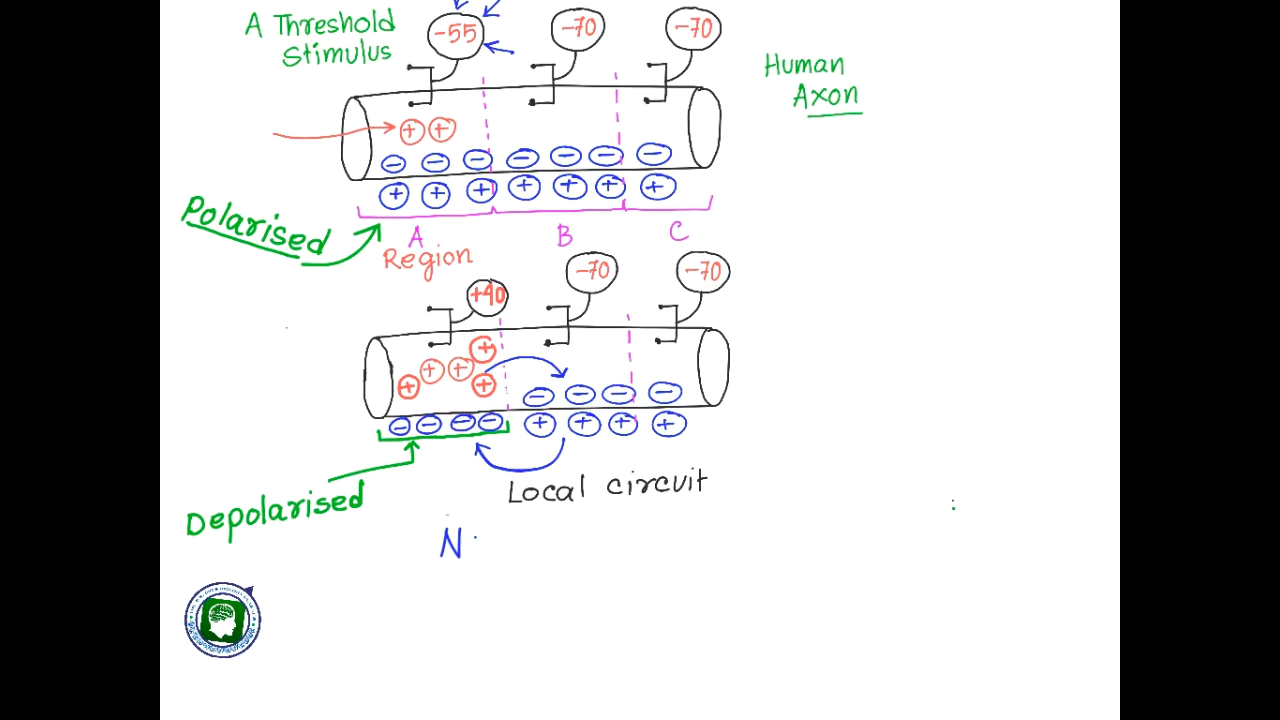 A Threshold
Stimulus
-55
-70
-70
Human
Axon
Polarised
A
B
C
Region
+40
-70
-70
Depolarised
Local circuit
N